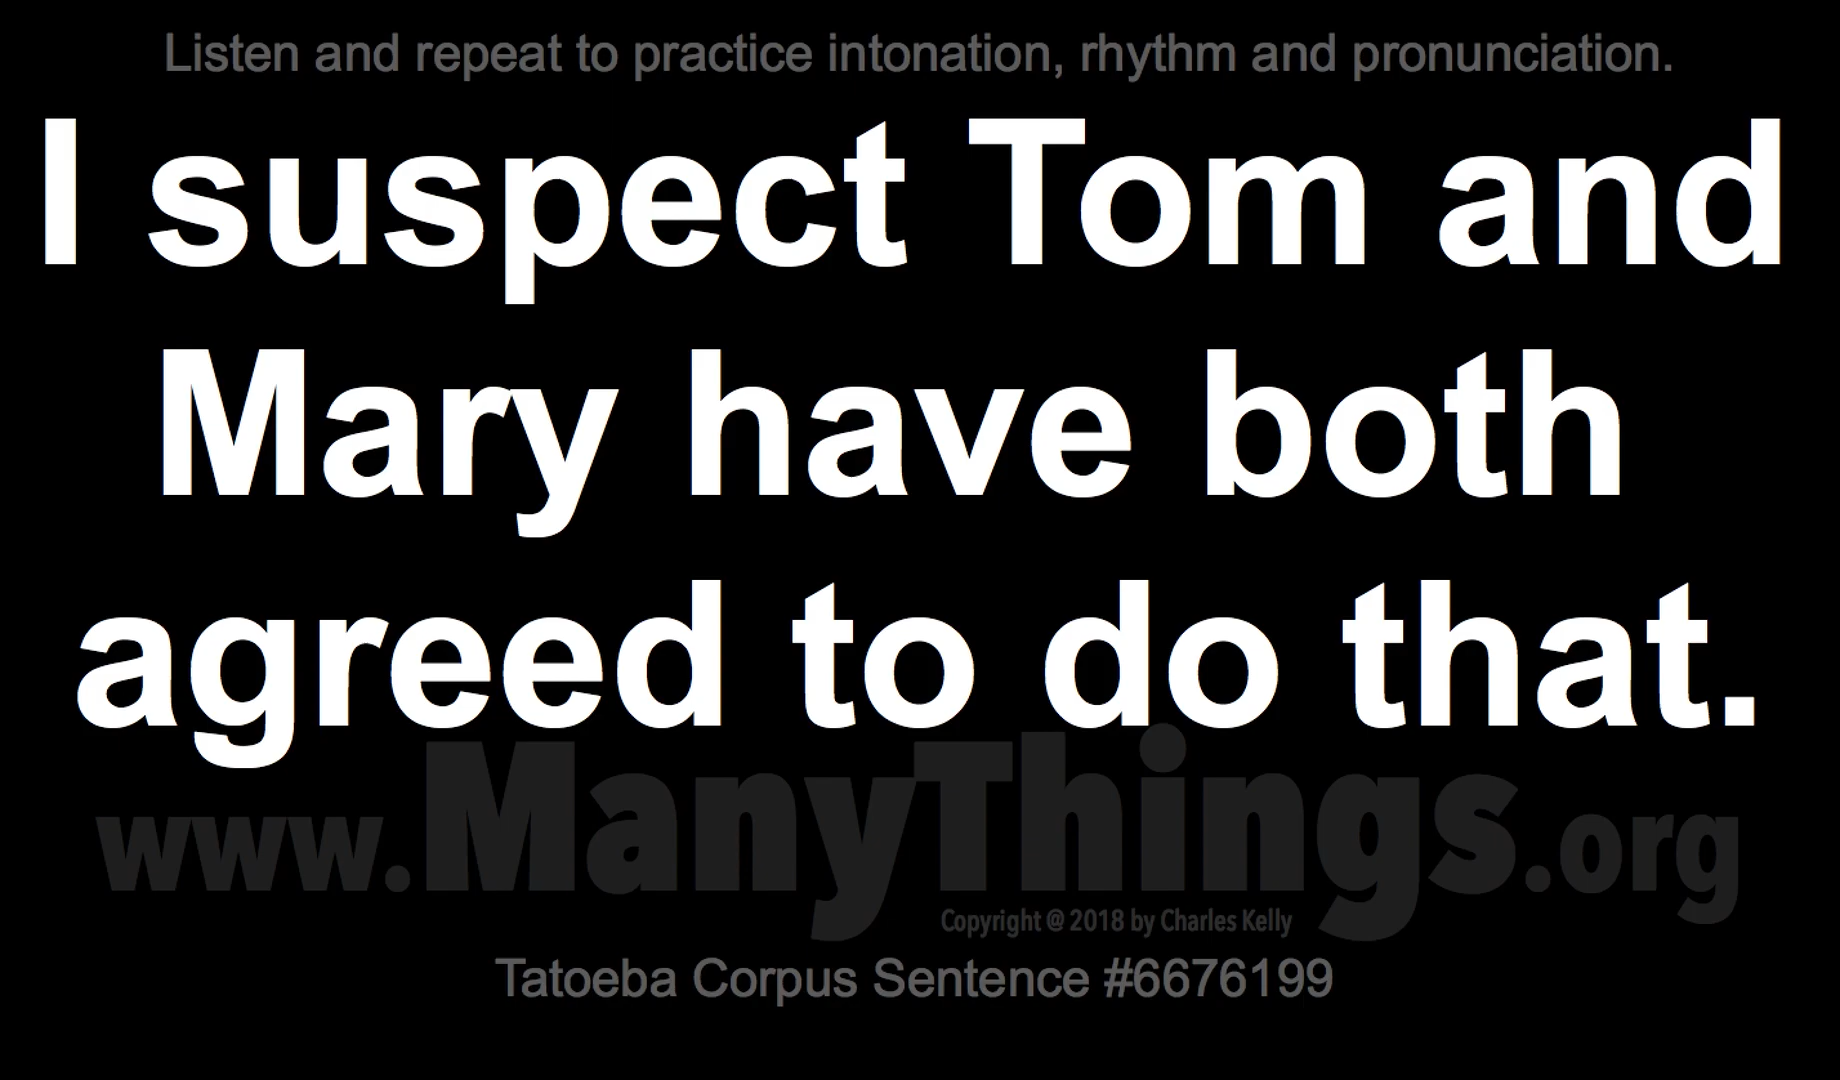 Listen and repeat to practice intonation, rhythm and pronunciation.
I suspect Tom and
Mary have both
agreed to do that.
www.ManyThings.org
Copyright @ 2018 by Charles Kelly
Tatoeba Corpus Sentence #6676199